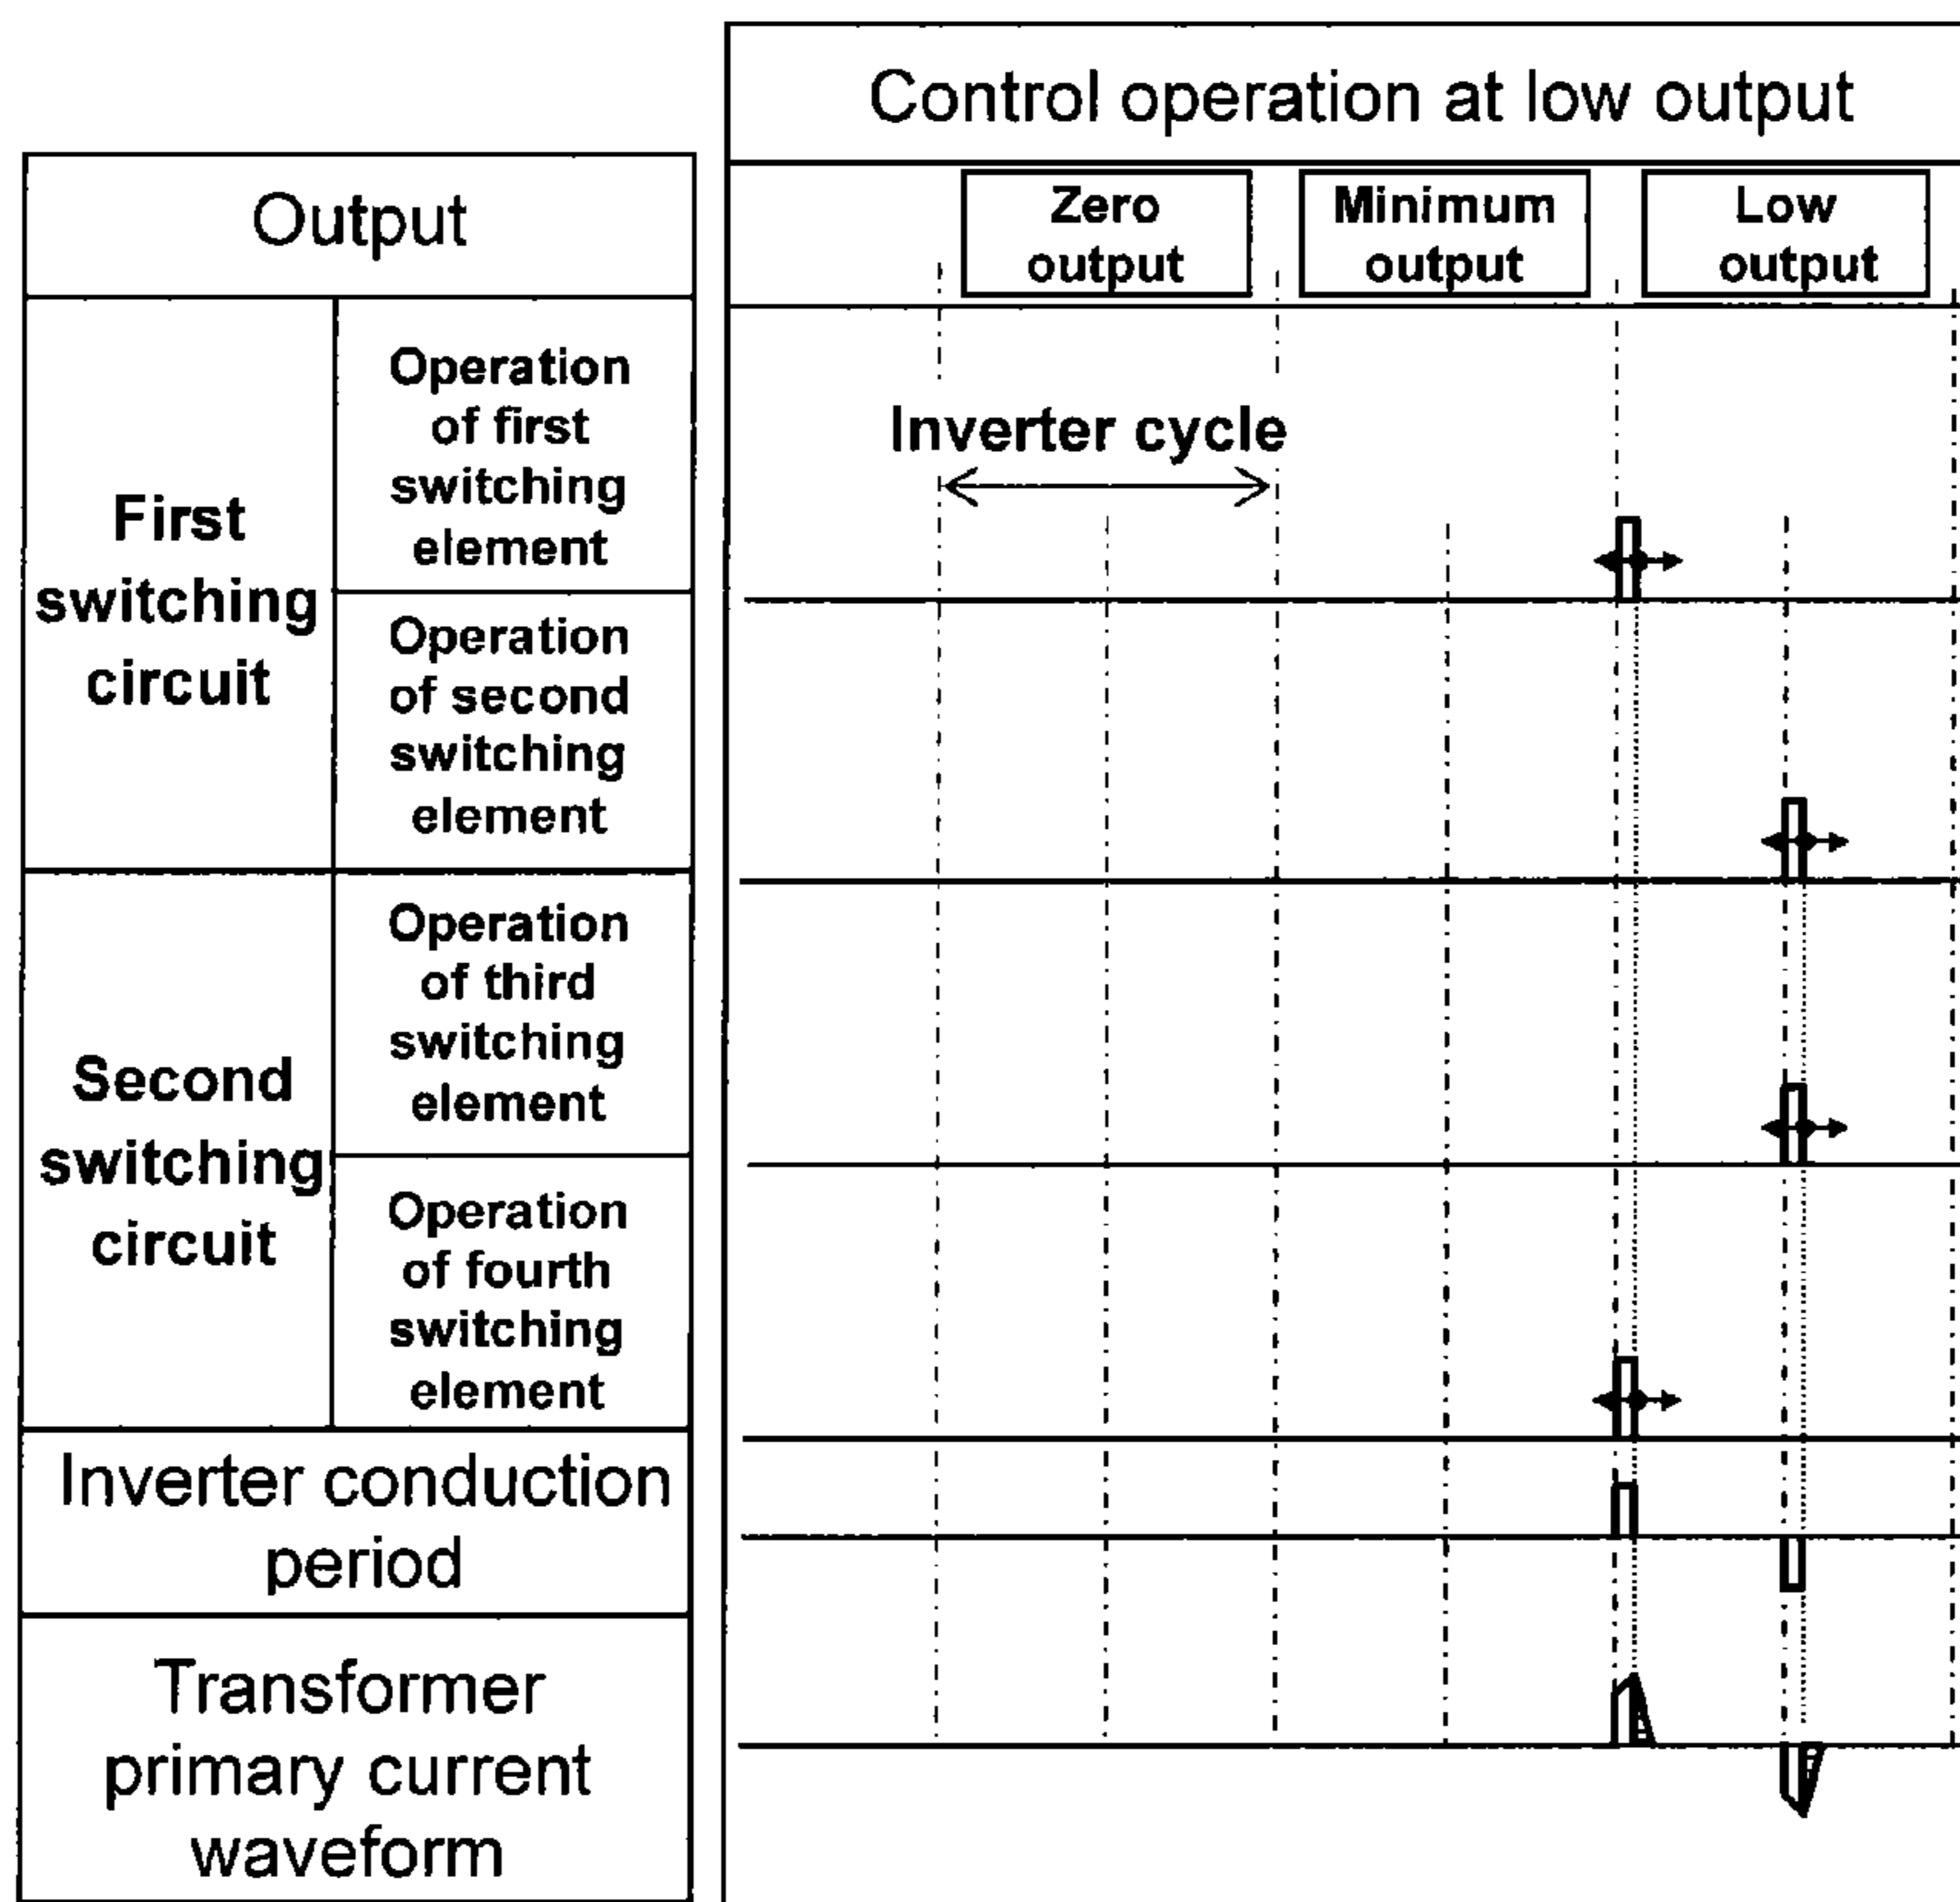 Control operation at low output
Output
Zero
output
Minimum
output
Low
output
First
switching
circuit
Operation
of first
switching
element
Inverter cycle
Operation
of second
switching
element
Second
switching
circuit
Operation
of third
switching
element
Operation
of fourth
switching
element
Inverter conduction
period
Transformer
primary current
waveform